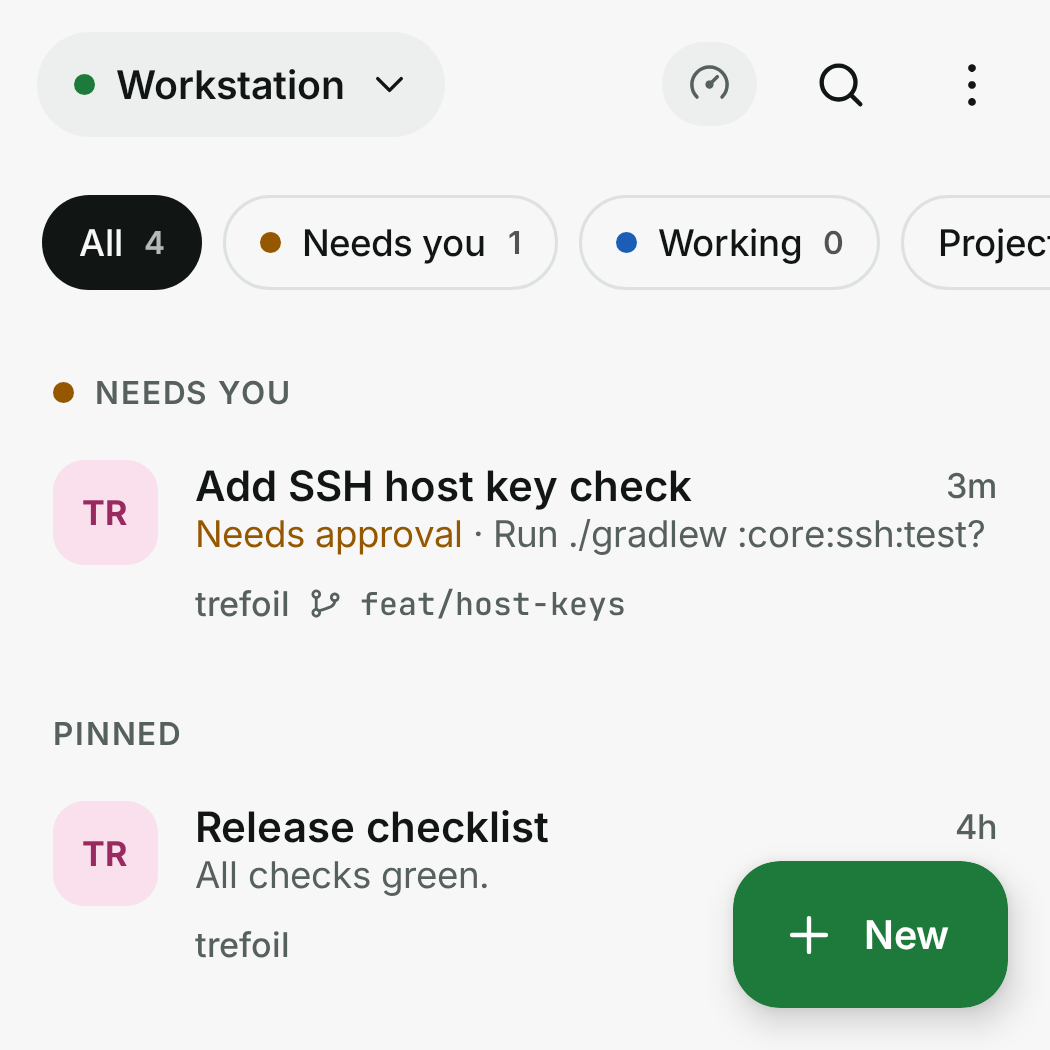 Workstation
All 4
Needs you 1
Working 0
Project
NEEDS YOU
TR
Add SSH host key check
3m
Needs approval · Run ./gradlew :core:ssh:test?
trefoil feat/host-keys
PINNED
TR
Release checklist
4h
All checks green.
trefoil
New